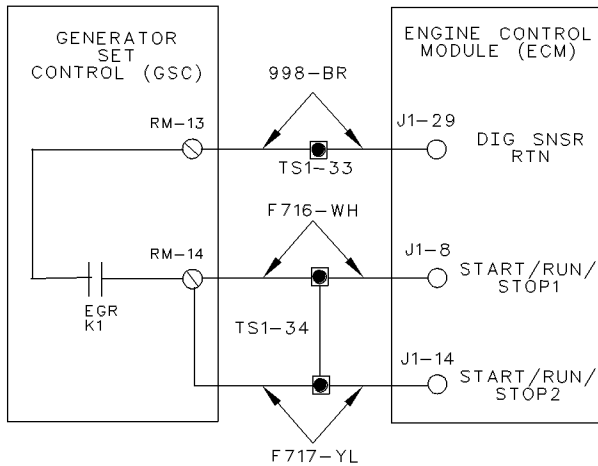 GENERATOR
SET
CONTROL (GSC)
ENGINE CONTROL
MODULE (ECM)
998-BR
RM-13
J1-29
DIG SNSR
RTN
TS1-33
F716-WH
RM-14
J1-8
START/RUN/
STOP1
EGR
K1
TS1-34
J1-14
START/RUN/
STOP2
F717-YL